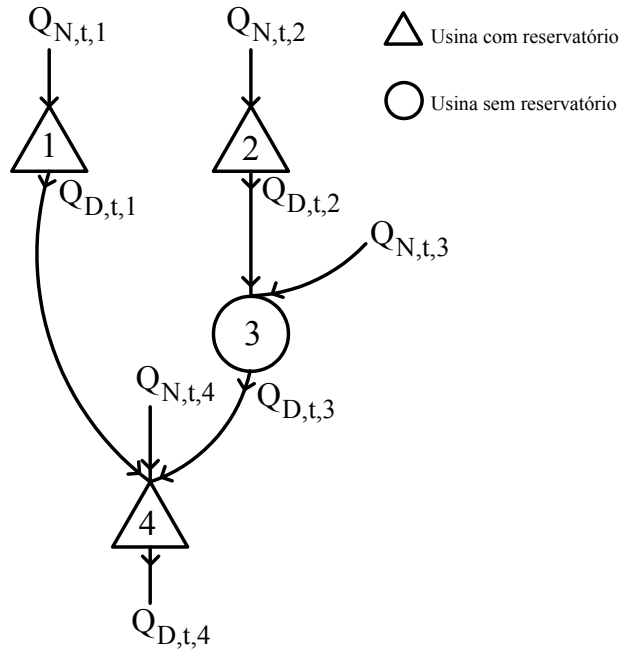 Q_N,t,1
Q_N,t,2
Usina com reservatório
Usina sem reservatório
1
2
Q_D,t,1
Q_D,t,2
Q_N,t,3
3
Q_N,t,4
Q_D,t,3
4
Q_D,t,4